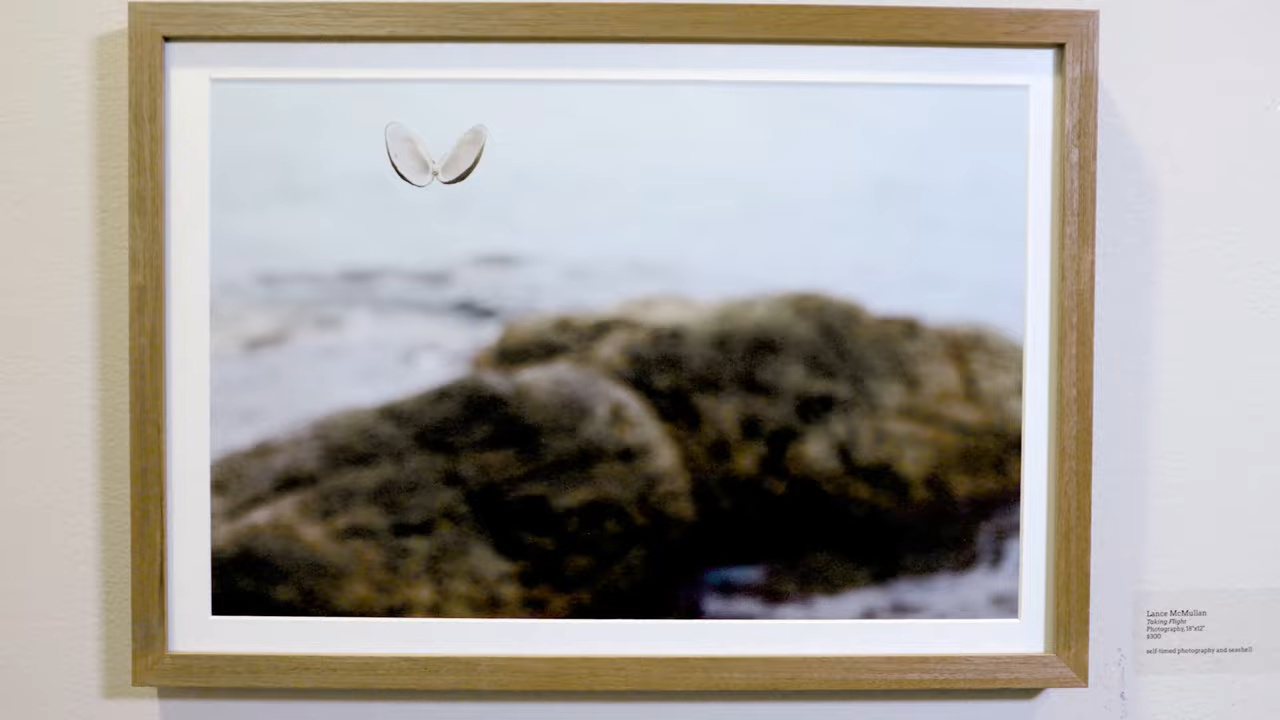 Lance McMullan
Taking Flight
Photography, 18"x12"
$300
self-timed photography and seashell